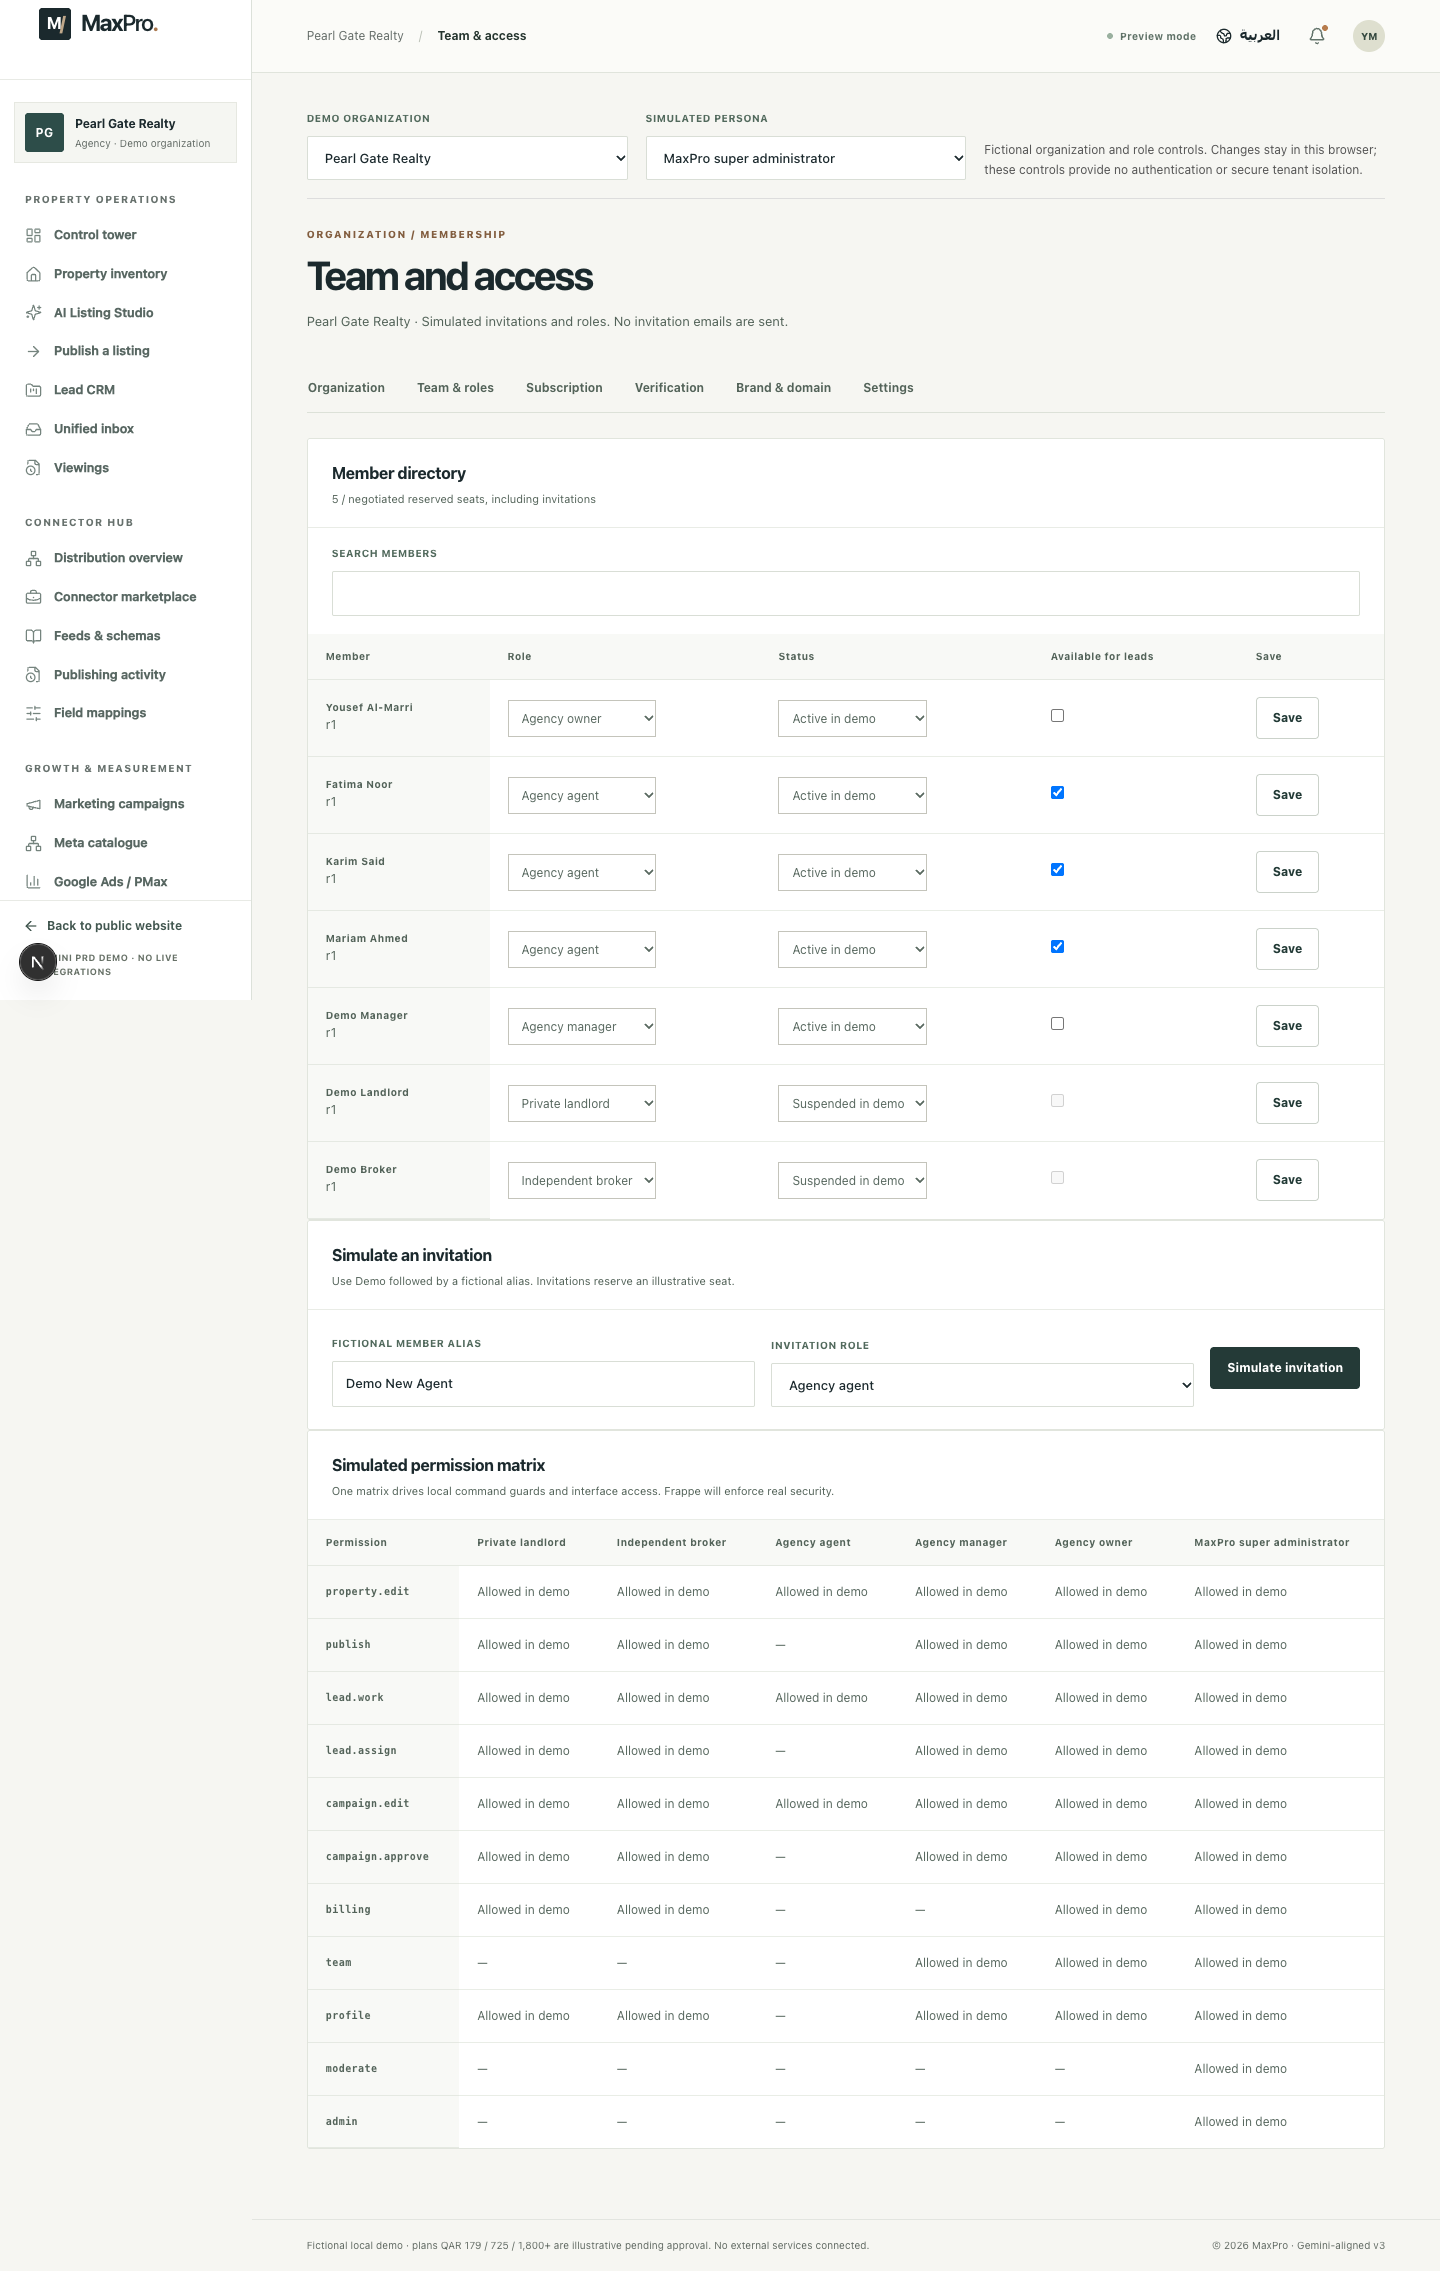 M/ MaxPro.
Pearl Gate Realty / Team & access
Preview mode
العربية
YM
PG
Pearl Gate Realty
Agency · Demo organization
PROPERTY OPERATIONS
Control tower
Property inventory
AI Listing Studio
Publish a listing
Lead CRM
Unified inbox
Viewings
CONNECTOR HUB
Distribution overview
Connector marketplace
Feeds & schemas
Publishing activity
Field mappings
GROWTH & MEASUREMENT
Marketing campaigns
Meta catalogue
Google Ads / PMax
Back to public website
PRD DEMO · NO LIVE
N
DEMO ORGANIZATION
Pearl Gate Realty
SIMULATED PERSONA
MaxPro super administrator
Fictional organization and role controls. Changes stay in this browser;
these controls provide no authentication or secure tenant isolation.
ORGANIZATION / MEMBERSHIP
Team and access
Pearl Gate Realty · Simulated invitations and roles. No invitation emails are sent.
Organization Team & roles Subscription Verification Brand & domain Settings
Member directory
5 / negotiated reserved seats, including invitations
SEARCH MEMBERS
Member Role Status Available for leads Save
Yousef Al-Marri
r1
Agency owner Active in demo Save
Fatima Noor
r1
Agency agent Active in demo Save
Karim Said
r1
Agency agent Active in demo Save
Mariam Ahmed
r1
Agency agent Active in demo Save
Demo Manager
r1
Agency manager Active in demo Save
Demo Landlord
r1
Private landlord Suspended in demo Save
Demo Broker
r1
Independent broker Suspended in demo Save
Simulate an invitation
Use Demo followed by a fictional alias. Invitations reserve an illustrative seat.
FICTIONAL MEMBER ALIAS
Demo New Agent
INVITATION ROLE
Agency agent
Simulate invitation
Simulated permission matrix
One matrix drives local command guards and interface access. Frappe will enforce real security.
Permission Private landlord Independent broker Agency agent Agency manager Agency owner MaxPro super administrator
property.edit Allowed in demo Allowed in demo Allowed in demo Allowed in demo Allowed in demo Allowed in demo
publish Allowed in demo Allowed in demo — Allowed in demo Allowed in demo Allowed in demo
lead.work Allowed in demo Allowed in demo Allowed in demo Allowed in demo Allowed in demo Allowed in demo
lead.assign Allowed in demo Allowed in demo — Allowed in demo Allowed in demo Allowed in demo
campaign.edit Allowed in demo Allowed in demo Allowed in demo Allowed in demo Allowed in demo Allowed in demo
campaign.approve Allowed in demo Allowed in demo — Allowed in demo Allowed in demo Allowed in demo
billing Allowed in demo Allowed in demo — — Allowed in demo Allowed in demo
team — — — Allowed in demo Allowed in demo Allowed in demo
profile Allowed in demo Allowed in demo — Allowed in demo Allowed in demo Allowed in demo
moderate — — — — — Allowed in demo
admin — — — — — Allowed in demo
Fictional local demo · plans QAR 179 / 725 / 1,800+ are illustrative pending approval. No external services connected.
© 2026 MaxPro · Gemini-aligned v3